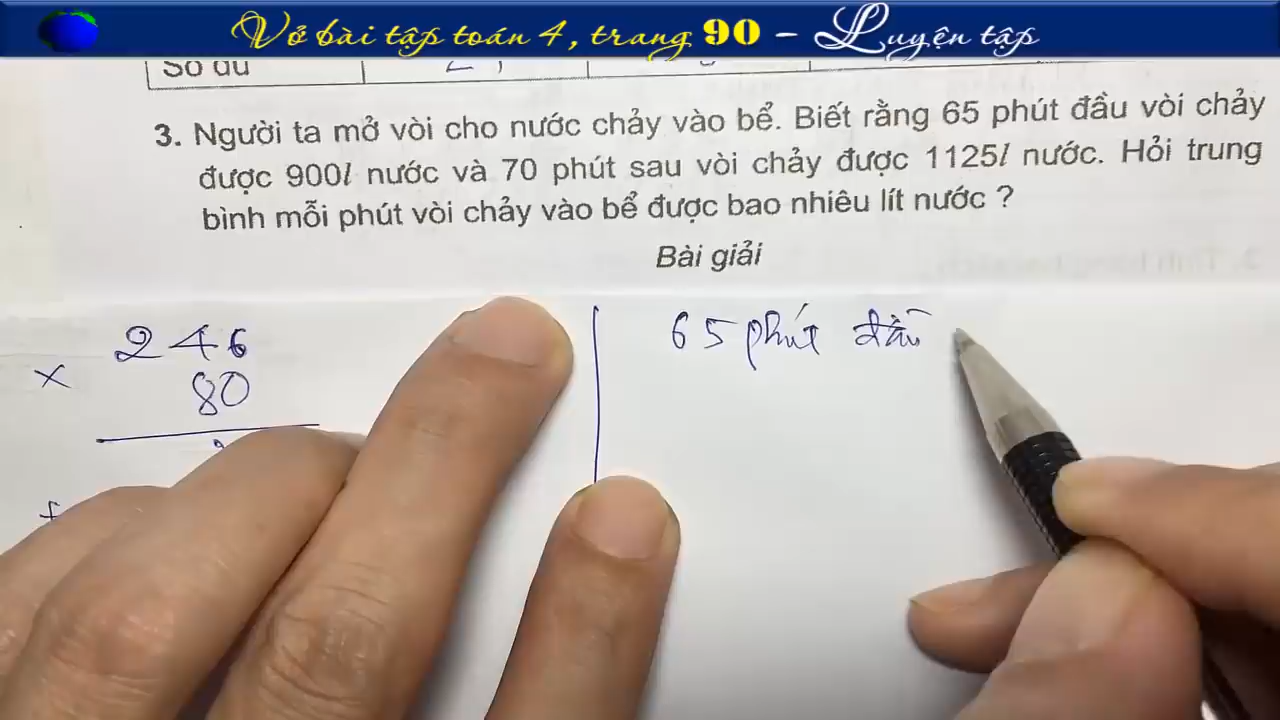 Vở bài tập toán 4, trang 90 – Luyện tập
Số dư
3. Người ta mở vòi cho nước chảy vào bể. Biết rằng 65 phút đầu vòi chảy
được 900l nước và 70 phút sau vòi chảy được 1125l nước. Hỏi trung
bình mỗi phút vòi chảy vào bể được bao nhiêu lít nước ?
Bài giải
246
×
80
65 phút đầu